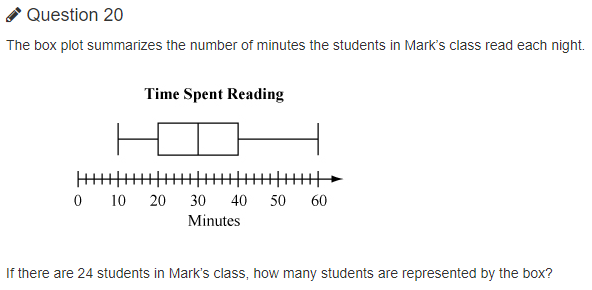 Question 20
The box plot summarizes the number of minutes the students in Mark's class read each night.
Time Spent Reading
0 10 20 30 40 50 60
Minutes
If there are 24 students in Mark's class, how many students are represented by the box?